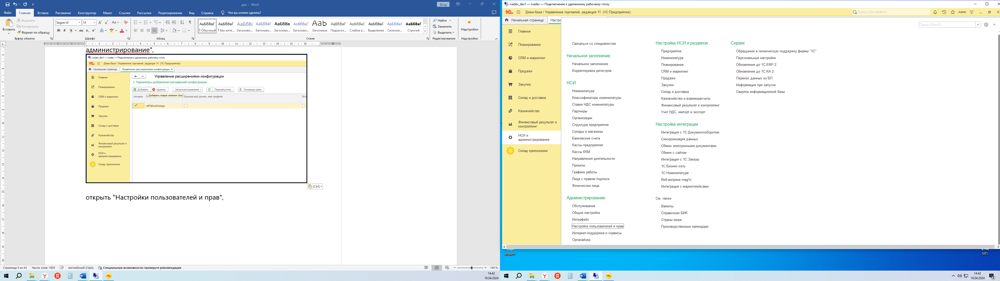 док - Word
Вход
Файл Главная Вставка Рисование Конструктор Макет Ссылки Рассылки Рецензирование Вид Справка Что вы хотите сделать?
Вставить
Вырезать
Копировать
Формат по образцу
Буфер обмена
Segoe UI 14
Шрифт
Абзац
АаБбВвГ АаБбВвГ АаБбВвГ АаБбВвГ АаБбВв АаБбВвГ АаЬ АаБбВвГ АаБбВвГ АаБбВвГ АаБбВвГ АаБбВвГ
¶ Обычный ¶ Без инте... Заголово... Заголово... Заголово... Заголово... Заголовок Подзагол... Слабое в... Выделение Сильное... Строгий
Стили
Найти
Заменить
Выделить
Редактирование
Надстройки
Надстройки
администрирование",
ivadev_dev1 — ivadev — Подключение к удаленному рабочему столу
Демо-база / Управление торговлей, редакция 11 (1С:Предприятие)
Начальная страница Управление расширениями конфигурации
Главное
Планирование
CRM и маркетинг
Продажи
Закупки
Склад и доставка
Казначейство
Финансовый результат и
контроллинг
НСИ и
администрирование
Склад приложение
Управление расширениями конфигурации
Параметры добавления расширений конфигурации
Добавить Удалить Загрузка/сохранение Перезапустить Основные роли
Активно Добавить новый элемент (Ins) Безопасный режим, имя профиля Исп
гаРаботаСклада
(Ctrl)
открыть "Настройки пользователей и прав",
Страница 5 из 43 Число слов: 1803 английский (США) Специальные возможности: проверьте рекомендации 140 %
14:42
19.04.2024
ivadev_dev1 — ivadev — Подключение к удаленному рабочему столу
Демо-база / Управление торговлей, редакция 11 (1С:Предприятие)
Поиск Ctrl+Shift+F
Admin
Начальная страница Настро
Поиск (Ctrl+F)
Главное
Планирование
CRM и маркетинг
Продажи
Закупки
Склад и доставка
Казначейство
Финансовый результат и
контроллинг
НСИ и
администрирование
Склад приложение
Связаться со специалистом
Начальное заполнение
Начальное заполнение
Корректировка регистров
НСИ
Номенклатура
Классификаторы номенклатуры
Ставки НДС номенклатуры
Партнеры
Организации
Структура предприятия
Склады и магазины
Банковские счета
Кассы предприятия
Кассы ККМ
Направления деятельности
Проекты
Графики работы
Лица с правом подписи
Физические лица
Администрирование
Обслуживание
Общие настройки
Интерфейс
Настройки пользователей и прав
Интернет-поддержка и сервисы
Органайзер
Настройка НСИ и разделов
Предприятие
Номенклатура
Планирование
CRM и маркетинг
Продажи
Закупки
Склад и доставка
Казначейство и взаиморасчеты
Финансовый результат и контроллинг
Учет НДС, импорт и экспорт
Настройка интеграции
Интеграция с 1С:Документооборотом
Синхронизация данных
Обмен электронными документами
Обмен с сайтом
Интеграция с 1С:Заказы
1С:Бизнес-сеть
1С:Номенклатура
Веб-витрина mag1c
Интеграция с маркетплейсами
См. также
Валюты
Справочник БИК
Страны мира
Производственные календари
Сервис
Обращение в техническую поддержку фирмы "1С"
Персональные настройки
Обновление до 1С:ERP 2
Обновление до 1С:КА 2
Перенос данных из БП
Информация при запуске
Свертка информационной базы
крадио
МП
14:42
19.04.2024